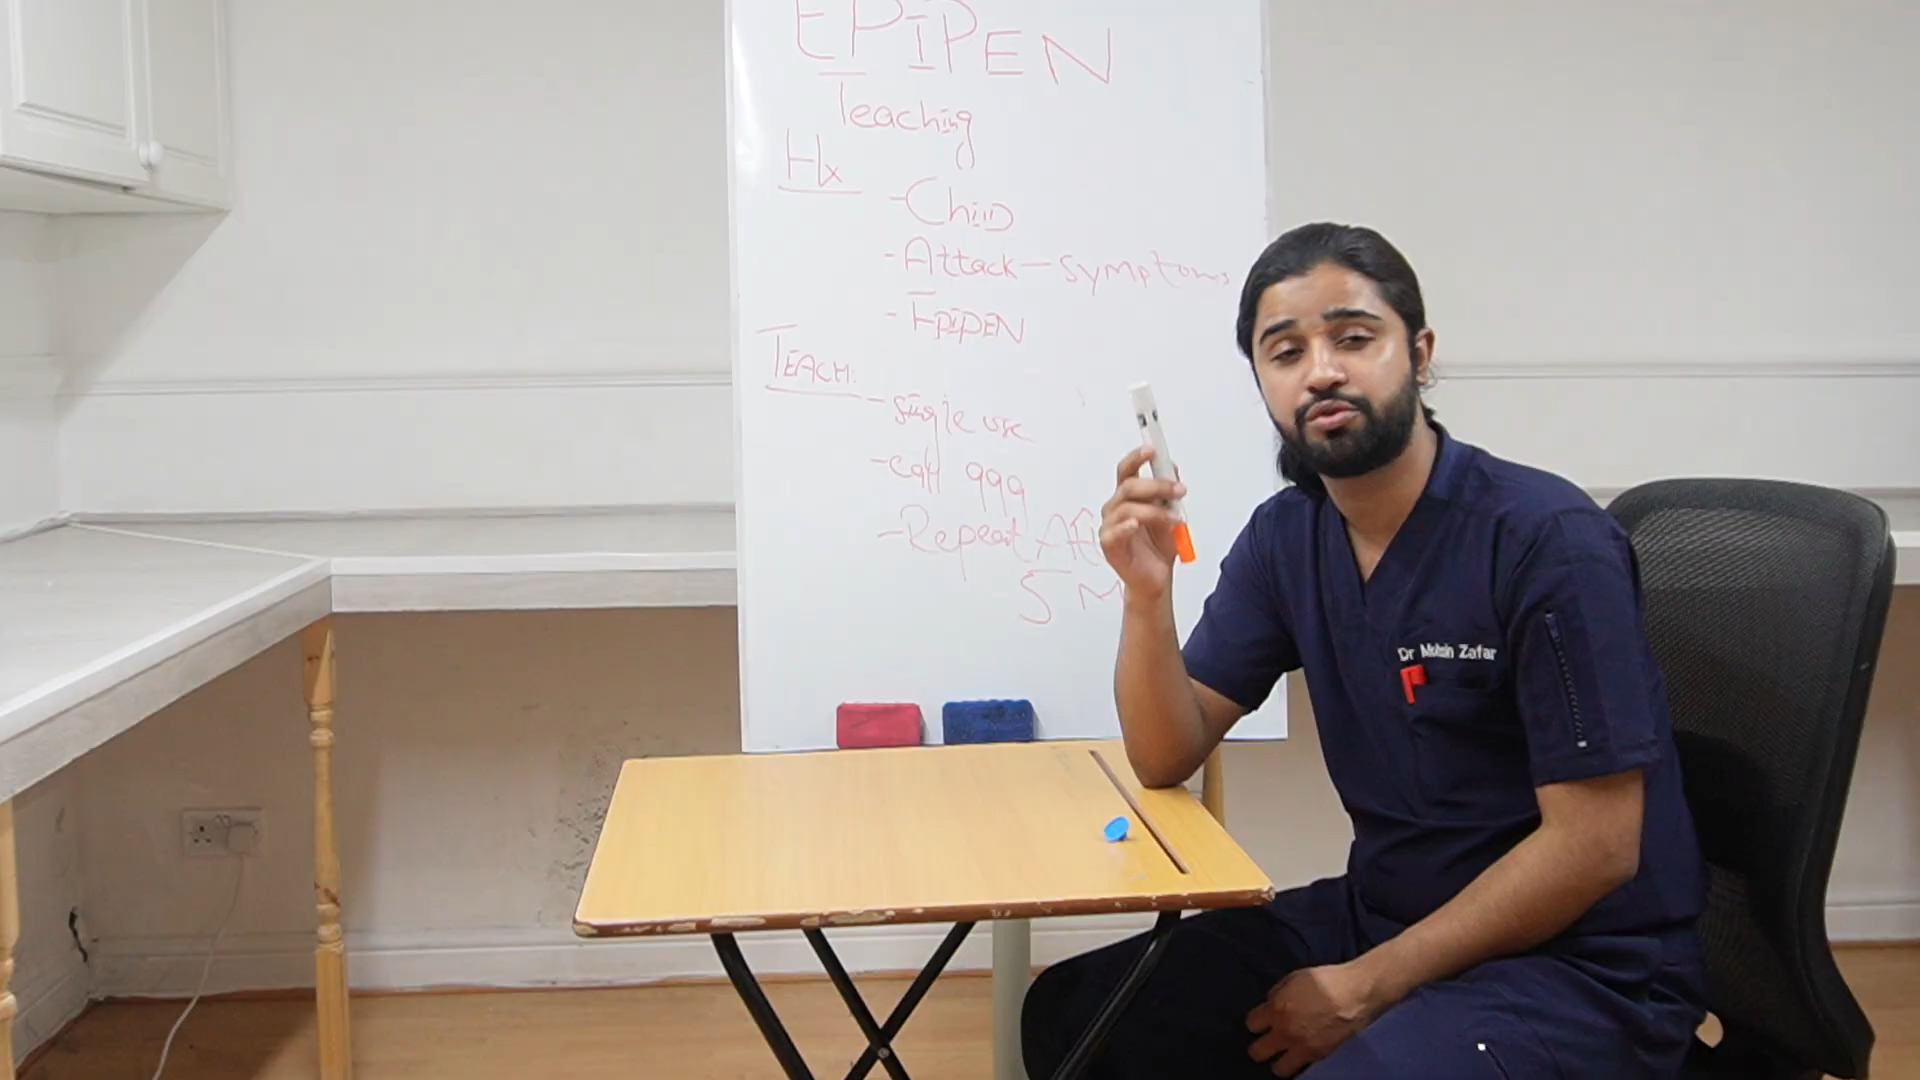 EPIPEN
Teaching
Hx
- Child
- Attack - symptoms
- EPIPEN
TEACH:
- single use
- call 999
- Repeat
5 M
Dr Mohsin Zafar